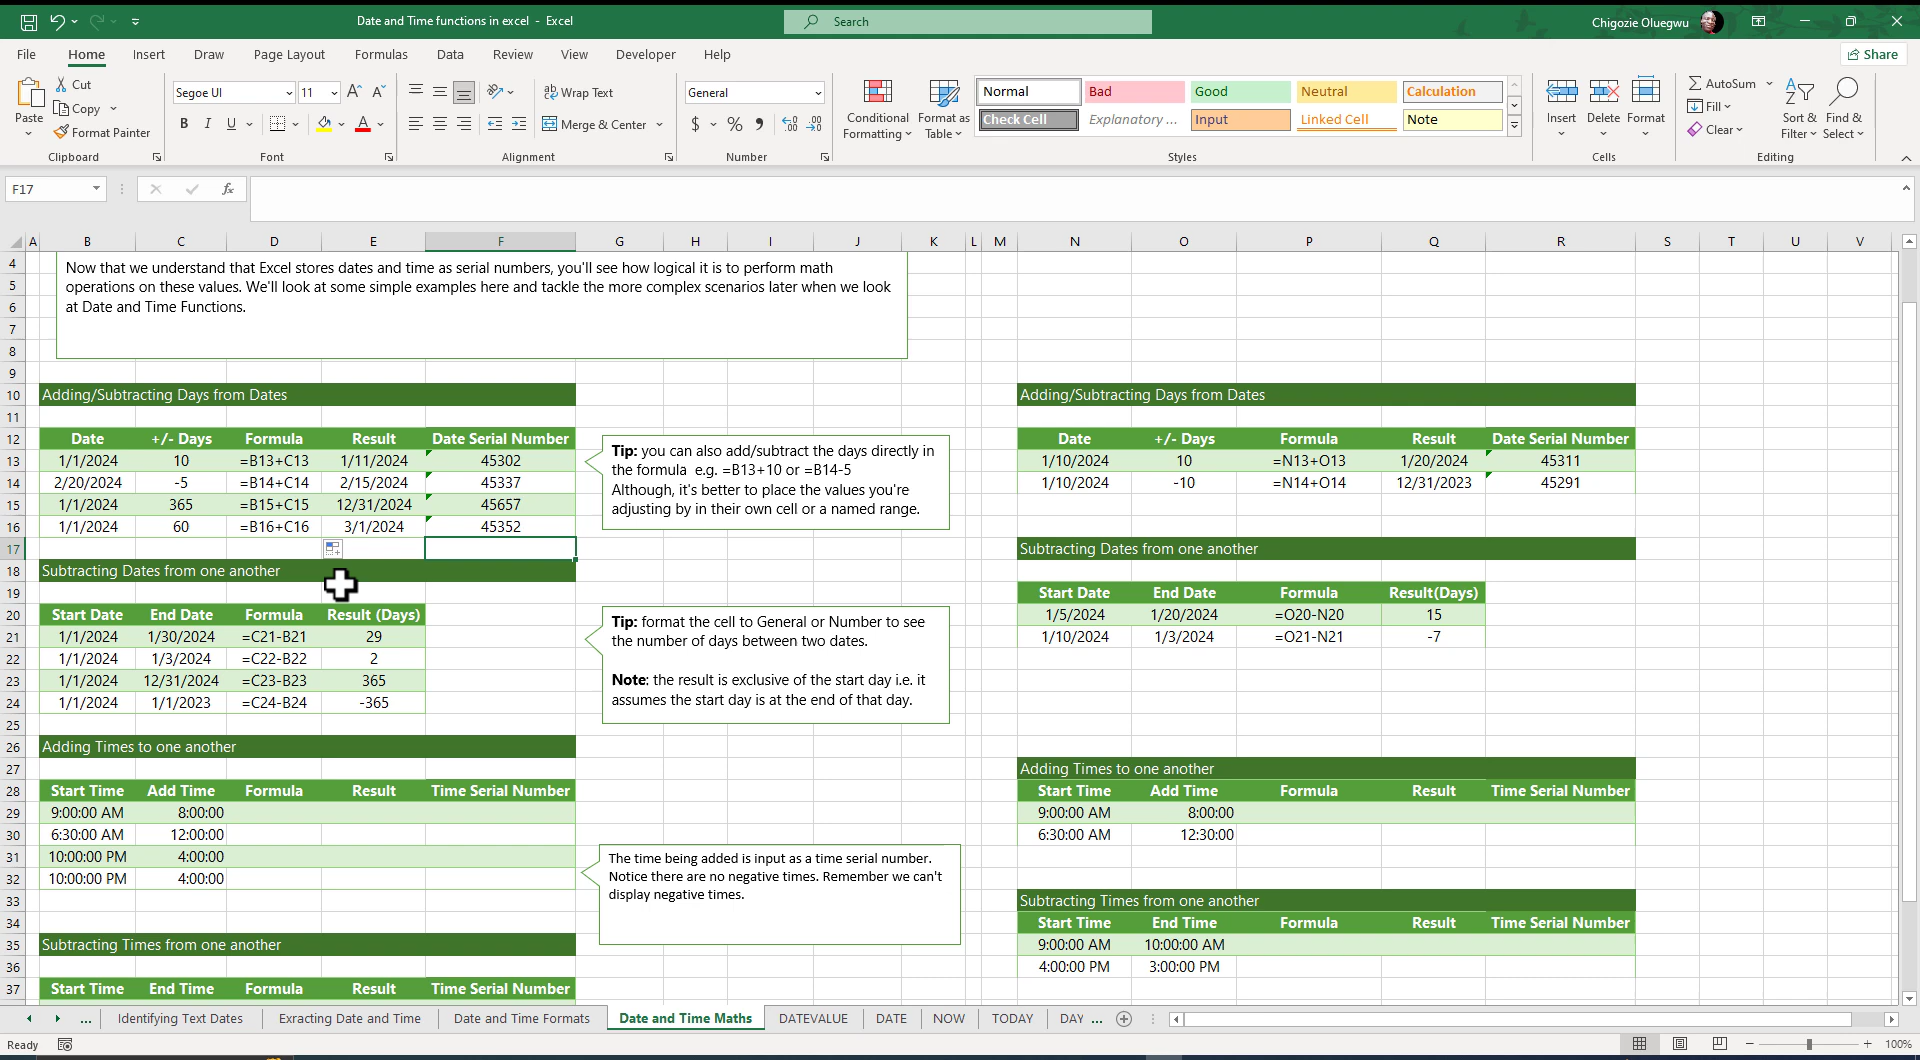 Date and Time functions in excel - Excel
Search
Chigozie Oluegwu
File Home Insert Draw Page Layout Formulas Data Review View Developer Help
Share
Paste
Cut
Copy
Format Painter
Clipboard
Segoe UI 11
B I U
Font
Wrap Text
Merge & Center
Alignment
General
$ % 9
Number
Conditional Formatting
Format as Table
Normal Bad Good Neutral Calculation
Check Cell Explanatory ... Input Linked Cell Note
Styles
Insert Delete Format
Cells
AutoSum
Fill
Clear
Sort & Filter
Find & Select
Editing
F17
fx
A B C D E F G H I J K L M N O P Q R S T U V
4
5
6
7
8
9
10
11
12
13
14
15
16
17
18
19
20
21
22
23
24
25
26
27
28
29
30
31
32
33
34
35
36
37
Now that we understand that Excel stores dates and time as serial numbers, you'll see how logical it is to perform math
operations on these values. We'll look at some simple examples here and tackle the more complex scenarios later when we look
at Date and Time Functions.
Adding/Subtracting Days from Dates
Date +/- Days Formula Result Date Serial Number
1/1/2024 10 =B13+C13 1/11/2024 45302
2/20/2024 -5 =B14+C14 2/15/2024 45337
1/1/2024 365 =B15+C15 12/31/2024 45657
1/1/2024 60 =B16+C16 3/1/2024 45352
Tip: you can also add/subtract the days directly in
the formula e.g. =B13+10 or =B14-5
Although, it's better to place the values you're
adjusting by in their own cell or a named range.
Subtracting Dates from one another
Start Date End Date Formula Result (Days)
1/1/2024 1/30/2024 =C21-B21 29
1/1/2024 1/3/2024 =C22-B22 2
1/1/2024 12/31/2024 =C23-B23 365
1/1/2024 1/1/2023 =C24-B24 -365
Tip: format the cell to General or Number to see
the number of days between two dates.
Note: the result is exclusive of the start day i.e. it
assumes the start day is at the end of that day.
Adding Times to one another
Start Time Add Time Formula Result Time Serial Number
9:00:00 AM 8:00:00
6:30:00 AM 12:00:00
10:00:00 PM 4:00:00
10:00:00 PM 4:00:00
The time being added is input as a time serial number.
Notice there are no negative times. Remember we can't
display negative times.
Subtracting Times from one another
Start Time End Time Formula Result Time Serial Number
Adding/Subtracting Days from Dates
Date +/- Days Formula Result Date Serial Number
1/10/2024 10 =N13+O13 1/20/2024 45311
1/10/2024 -10 =N14+O14 12/31/2023 45291
Subtracting Dates from one another
Start Date End Date Formula Result(Days)
1/5/2024 1/20/2024 =O20-N20 15
1/10/2024 1/3/2024 =O21-N21 -7
Adding Times to one another
Start Time Add Time Formula Result Time Serial Number
9:00:00 AM 8:00:00
6:30:00 AM 12:30:00
Subtracting Times from one another
Start Time End Time Formula Result Time Serial Number
9:00:00 AM 10:00:00 AM
4:00:00 PM 3:00:00 PM
... Identifying Text Dates Exracting Date and Time Date and Time Formats Date and Time Maths DATEVALUE DATE NOW TODAY DAY ...
Ready
100%